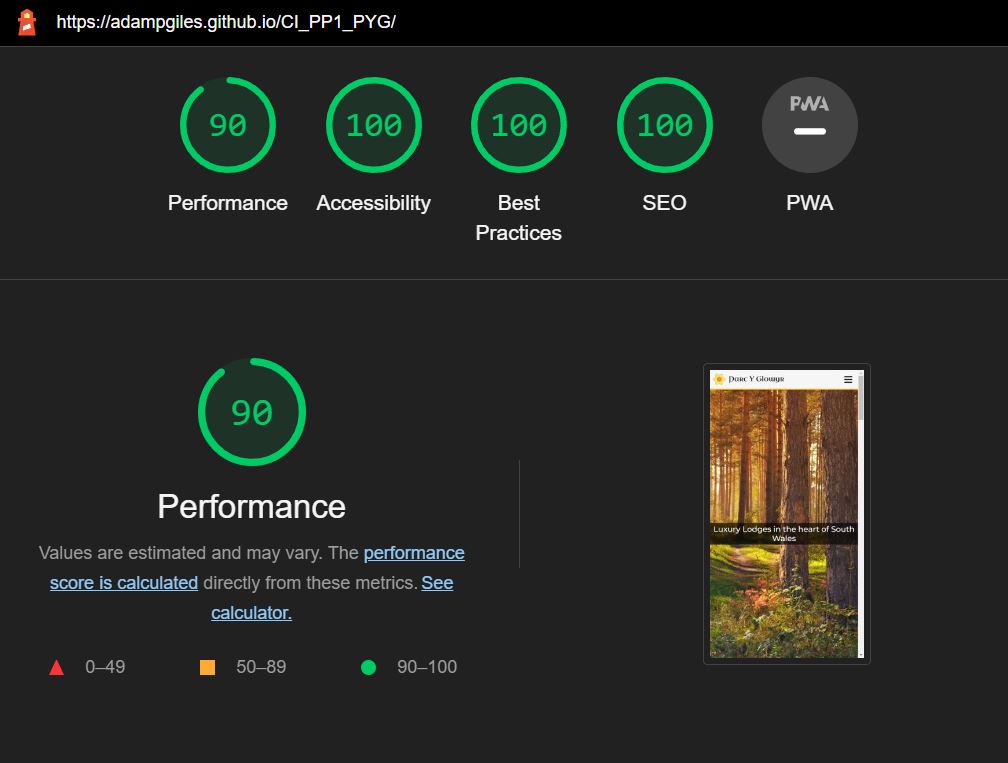 https://adampgiles.github.io/CI_PP1_PYG/
90
100
100
100
PWA
Performance
Accessibility
Best
Practices
SEO
PWA
90
Performance
Values are estimated and may vary. The performance
score is calculated directly from these metrics. See
calculator.
0–49
50–89
90–100
Parc Y Glowyr
Luxury Lodges in the heart of South
Wales